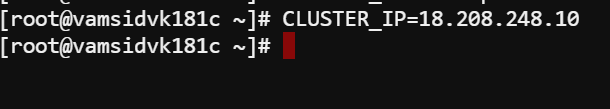 [root@vamsidvk181c ~]# CLUSTER_IP=18.208.248.10
[root@vamsidvk181c ~]#